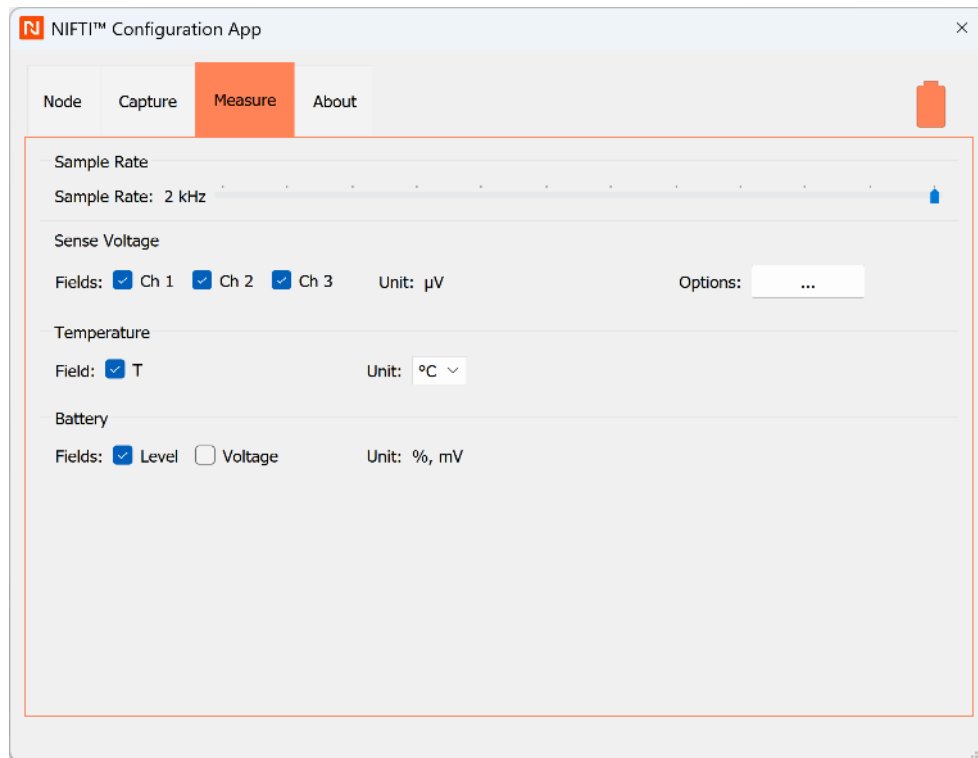 NIFTI™ Configuration App
Node Capture Measure About
Sample Rate
Sample Rate: 2 kHz
Sense Voltage
Fields: Ch 1 Ch 2 Ch 3 Unit: µV Options: ...
Temperature
Field: T Unit: °C
Battery
Fields: Level Voltage Unit: %, mV